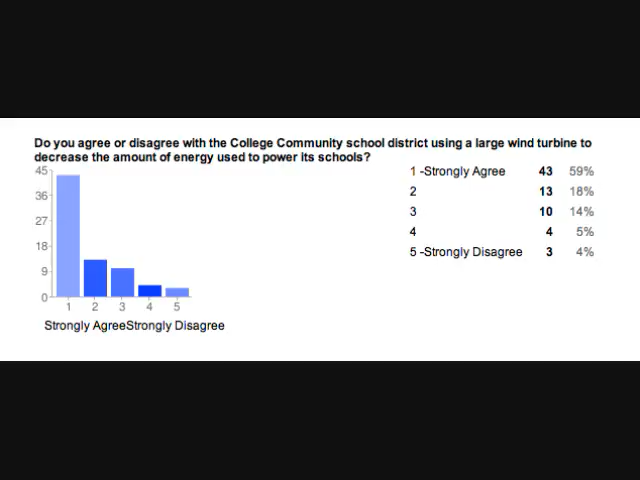 Do you agree or disagree with the College Community school district using a large wind turbine to
decrease the amount of energy used to power its schools?
45
36
27
18
9
0
1 2 3 4 5
Strongly AgreeStrongly Disagree
1 -Strongly Agree 43 59%
2 13 18%
3 10 14%
4 4 5%
5 -Strongly Disagree 3 4%